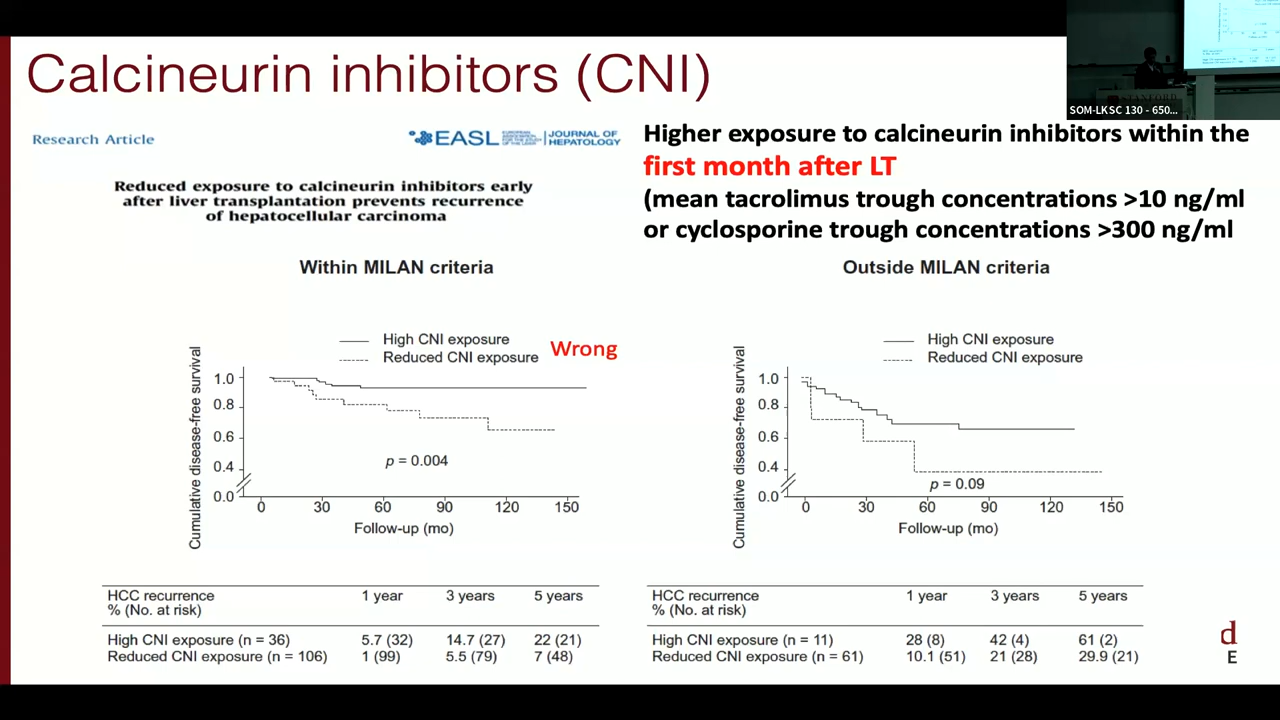 Calcineurin inhibitors (CNI)
SOM-LKSC 130 - 650...
Research Article
EASL
JOURNAL OF
HEPATOLOGY
Reduced exposure to calcineurin inhibitors early
after liver transplantation prevents recurrence
of hepatocellular carcinoma
Higher exposure to calcineurin inhibitors within the
first month after LT
(mean tacrolimus trough concentrations >10 ng/ml
or cyclosporine trough concentrations >300 ng/ml
Within MILAN criteria
High CNI exposure
Reduced CNI exposure
Wrong
Cumulative disease-free survival
1.0
0.8
0.6
0.4
0.0
p = 0.004
0 30 60 90 120 150
Follow-up (mo)
HCC recurrence 1 year 3 years 5 years
% (No. at risk)
High CNI exposure (n = 36) 5.7 (32) 14.7 (27) 22 (21)
Reduced CNI exposure (n = 106) 1 (99) 5.5 (79) 7 (48)
Outside MILAN criteria
High CNI exposure
Reduced CNI exposure
Cumulative disease-free survival
1.0
0.8
0.6
0.4
0.0
p = 0.09
0 30 60 90 120 150
Follow-up (mo)
HCC recurrence 1 year 3 years 5 years
% (No. at risk)
High CNI exposure (n = 11) 28 (8) 42 (4) 61 (2)
Reduced CNI exposure (n = 61) 10.1 (51) 21 (28) 29.9 (21)
d
E